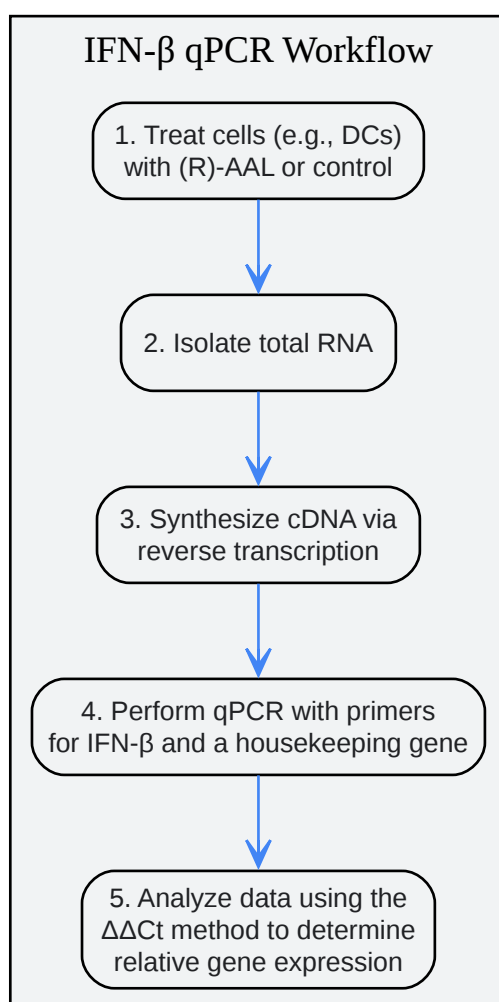 IFN-β qPCR Workflow
1. Treat cells (e.g., DCs)
with (R)-AAL or control
2. Isolate total RNA
3. Synthesize cDNA via
reverse transcription
4. Perform qPCR with primers
for IFN-β and a housekeeping gene
5. Analyze data using the
ΔΔCt method to determine
relative gene expression